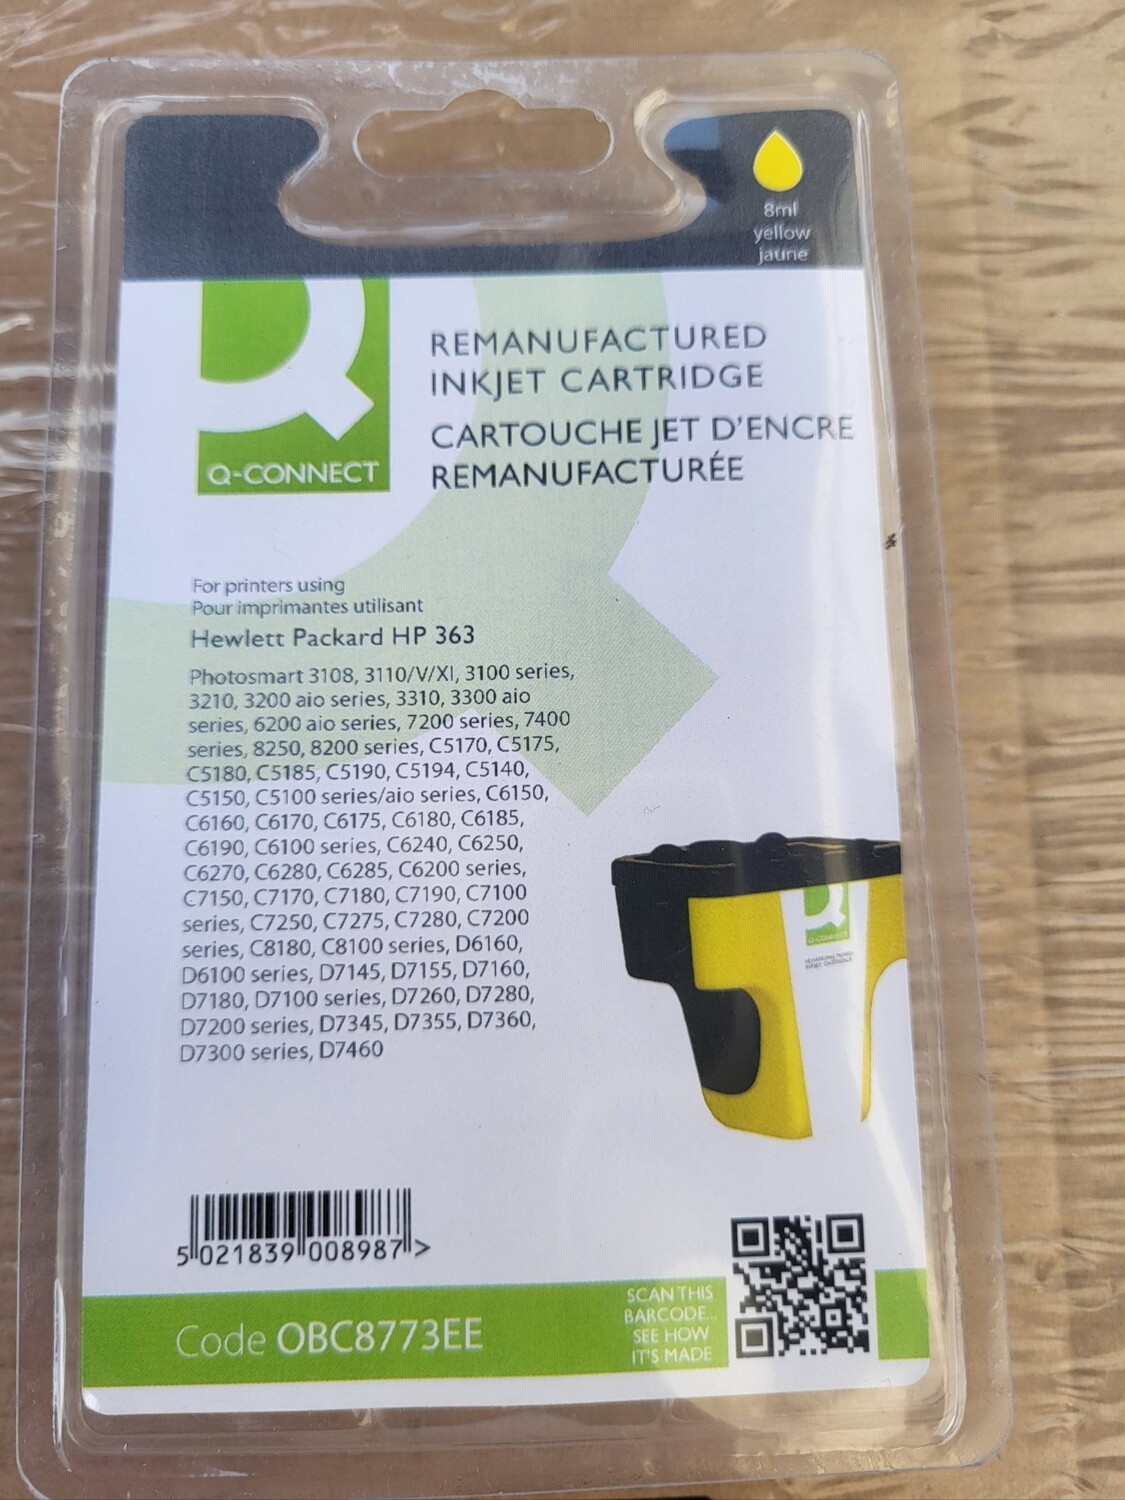 8ml
yellow
jaune
REMANUFACTURED
INKJET CARTRIDGE
CARTOUCHE JET D'ENCRE
REMANUFACTURÉE
Q-CONNECT
For printers using
Pour imprimantes utilisant
Hewlett Packard HP 363
Photosmart 3108, 3110/V/XI, 3100 series,
3210, 3200 aio series, 3310, 3300 aio
series, 6200 aio series, 7200 series, 7400
series, 8250, 8200 series, C5170, C5175,
C5180, C5185, C5190, C5194, C5140,
C5150, C5100 series/aio series, C6150,
C6160, C6170, C6175, C6180, C6185,
C6190, C6100 series, C6240, C6250,
C6270, C6280, C6285, C6200 series,
C7150, C7170, C7180, C7190, C7100
series, C7250, C7275, C7280, C7200
series, C8180, C8100 series, D6160,
D6100 series, D7145, D7155, D7160,
D7180, D7100 series, D7260, D7280,
D7200 series, D7345, D7355, D7360,
D7300 series, D7460
Q-CONNECT
REMANUFACTURED
INKJET CARTRIDGE
5 021839 008987 >
Code OBC8773EE
SCAN THIS
BARCODE...
SEE HOW
IT'S MADE